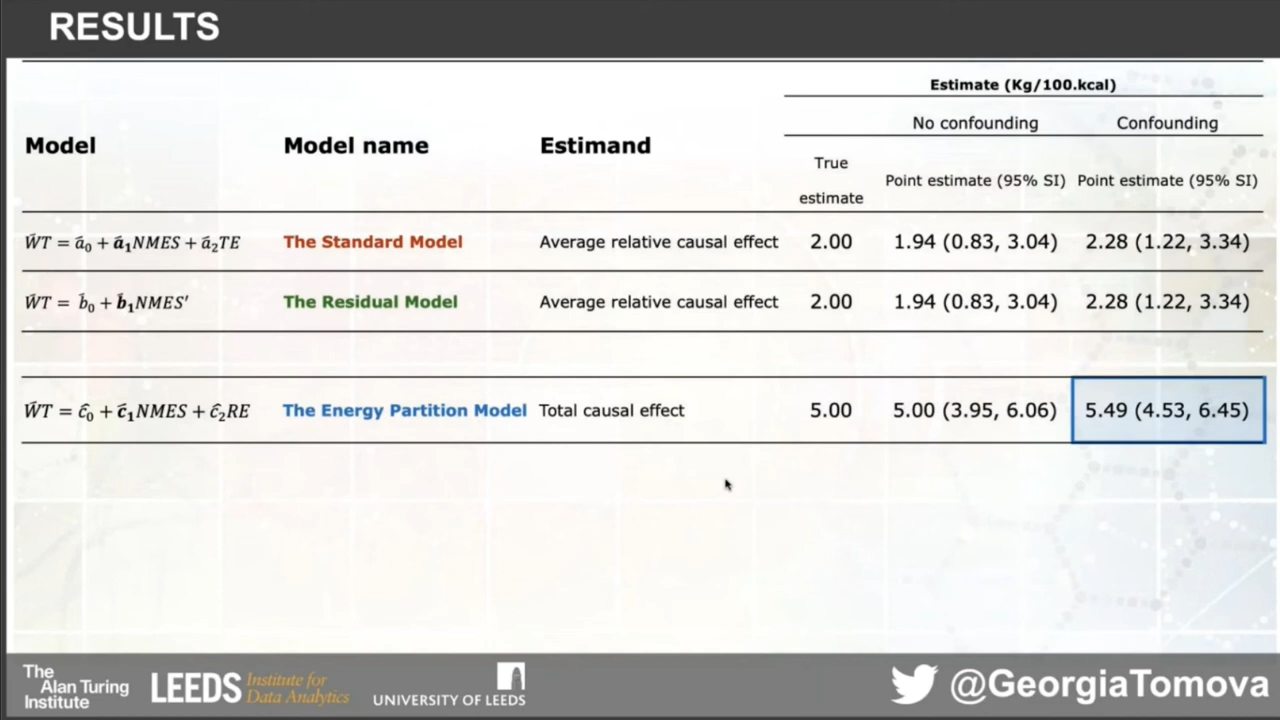 RESULTS
Estimate (Kg/100.kcal)
No confounding Confounding
Model Model name Estimand
True estimate Point estimate (95% SI) Point estimate (95% SI)
ŴT = â₀ + â₁NMES + â₂TE The Standard Model Average relative causal effect 2.00 1.94 (0.83, 3.04) 2.28 (1.22, 3.34)
ŴT = b̂₀ + b̂₁NMES' The Residual Model Average relative causal effect 2.00 1.94 (0.83, 3.04) 2.28 (1.22, 3.34)
ŴT = ĉ₀ + ĉ₁NMES + ĉ₂RE The Energy Partition Model Total causal effect 5.00 5.00 (3.95, 6.06) 5.49 (4.53, 6.45)
The
Alan Turing
Institute
LEEDS Institute for
Data Analytics
UNIVERSITY OF LEEDS
@GeorgiaTomova